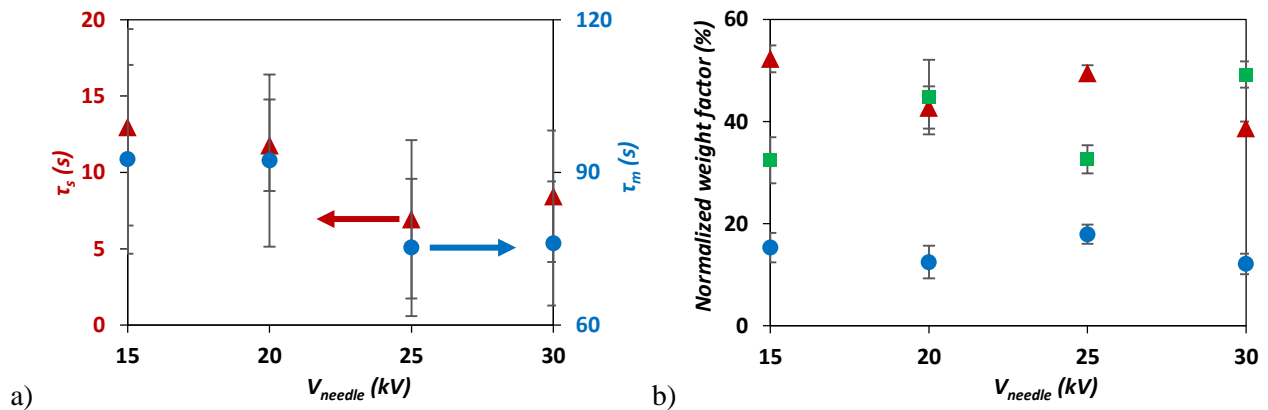 20
15
10
5
0
τs (s)
120
90
60
τm (s)
15 20 25 30
Vneedle (kV)
a)
60
40
20
0
Normalized weight factor (%)
15 20 25 30
Vneedle (kV)
b)